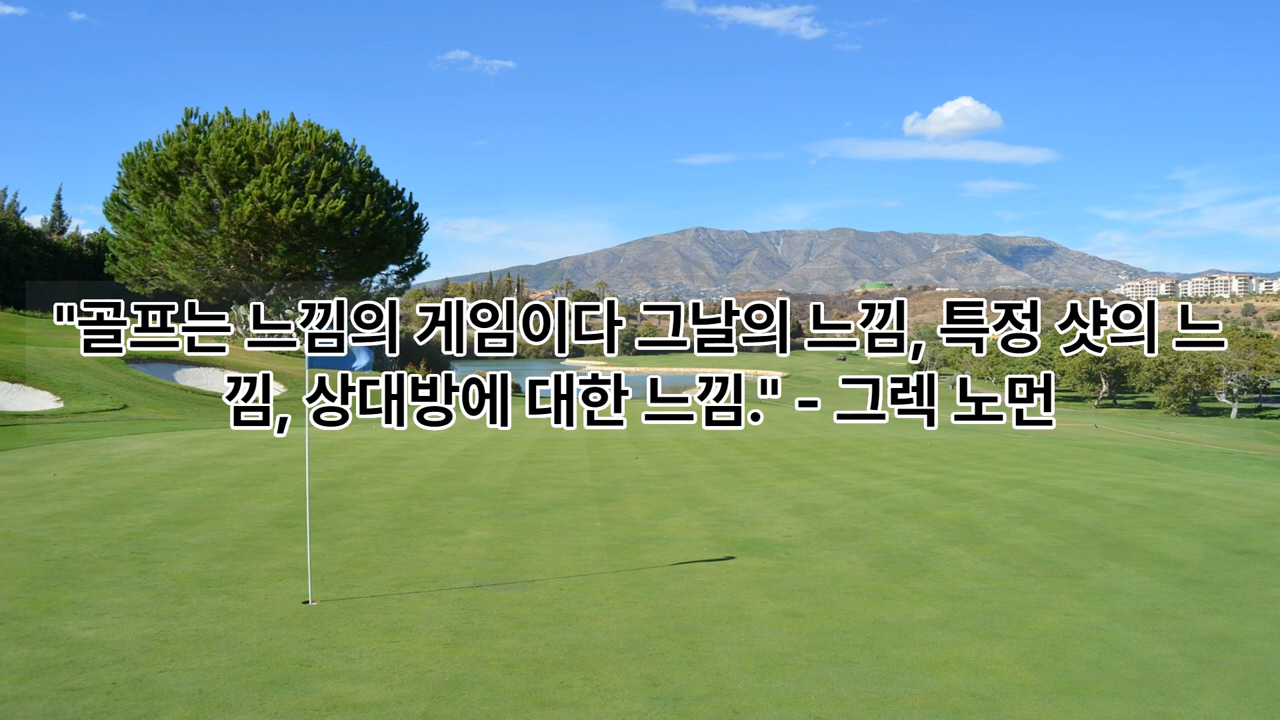 "골프는 느낌의 게임이다 그날의 느낌, 특정 샷의 느
낌, 상대방에 대한 느낌." - 그렉 노먼